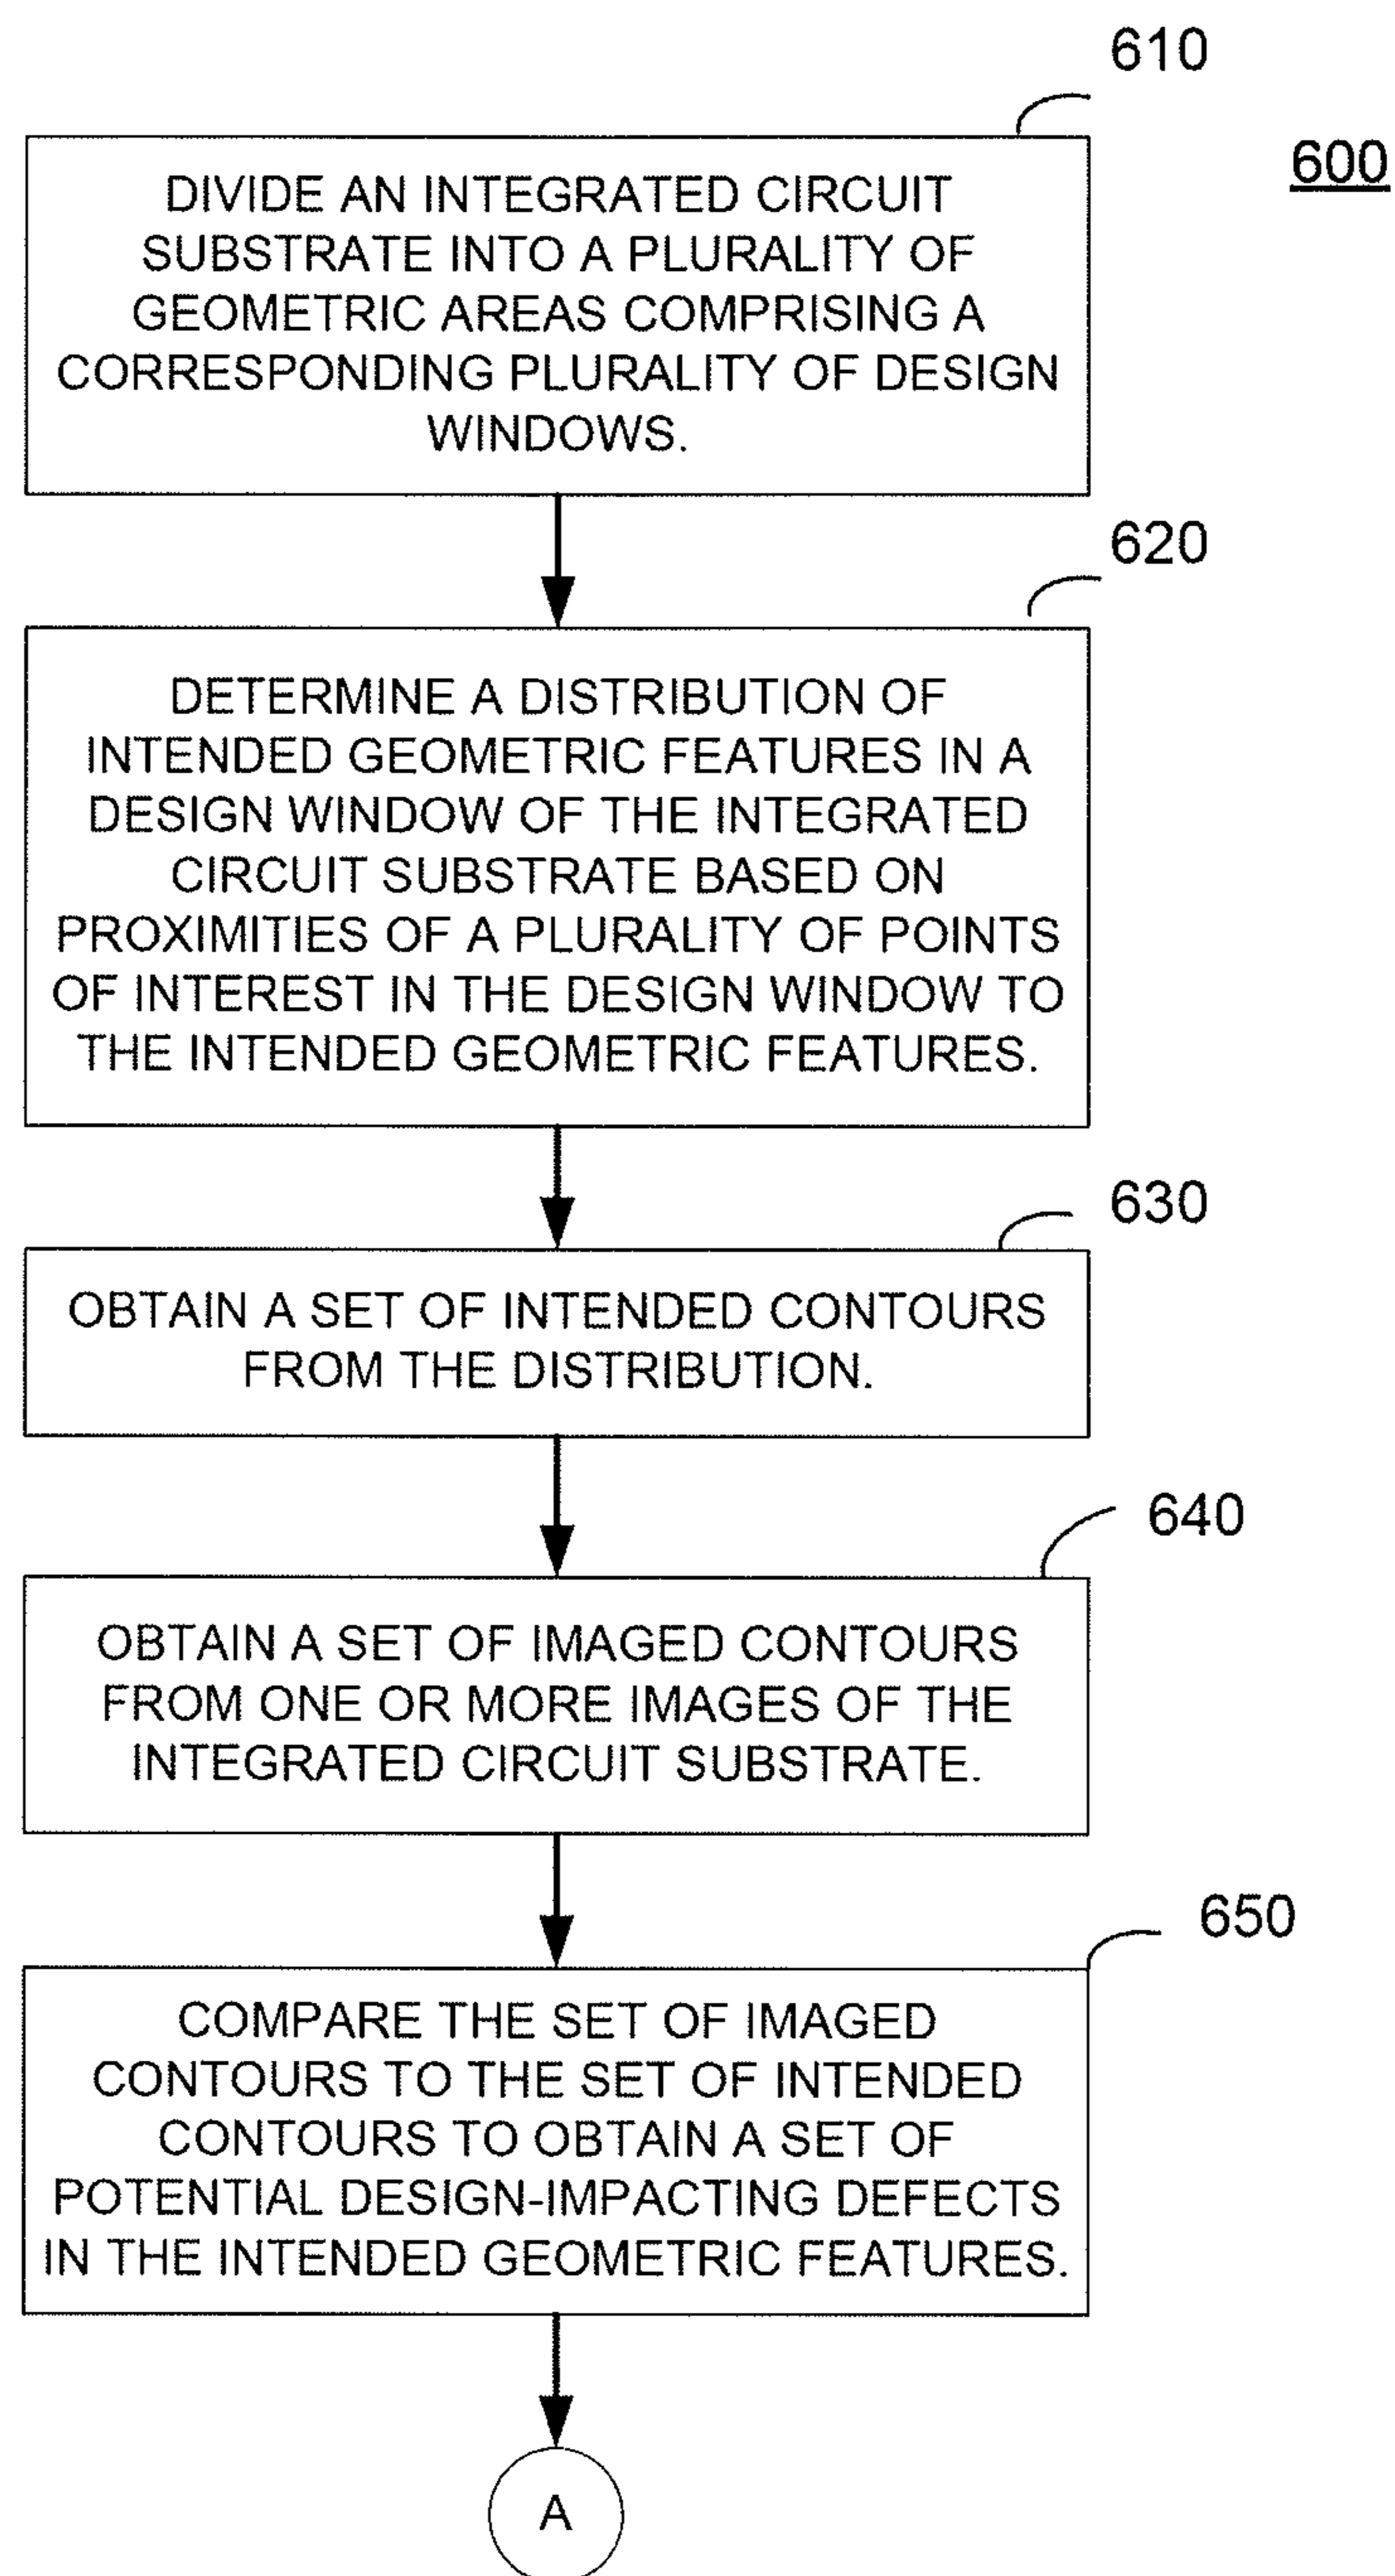 610
600
DIVIDE AN INTEGRATED CIRCUIT
SUBSTRATE INTO A PLURALITY OF
GEOMETRIC AREAS COMPRISING A
CORRESPONDING PLURALITY OF DESIGN
WINDOWS.
620
DETERMINE A DISTRIBUTION OF
INTENDED GEOMETRIC FEATURES IN A
DESIGN WINDOW OF THE INTEGRATED
CIRCUIT SUBSTRATE BASED ON
PROXIMITIES OF A PLURALITY OF POINTS
OF INTEREST IN THE DESIGN WINDOW TO
THE INTENDED GEOMETRIC FEATURES.
630
OBTAIN A SET OF INTENDED CONTOURS
FROM THE DISTRIBUTION.
640
OBTAIN A SET OF IMAGED CONTOURS
FROM ONE OR MORE IMAGES OF THE
INTEGRATED CIRCUIT SUBSTRATE.
650
COMPARE THE SET OF IMAGED
CONTOURS TO THE SET OF INTENDED
CONTOURS TO OBTAIN A SET OF
POTENTIAL DESIGN-IMPACTING DEFECTS
IN THE INTENDED GEOMETRIC FEATURES.
A